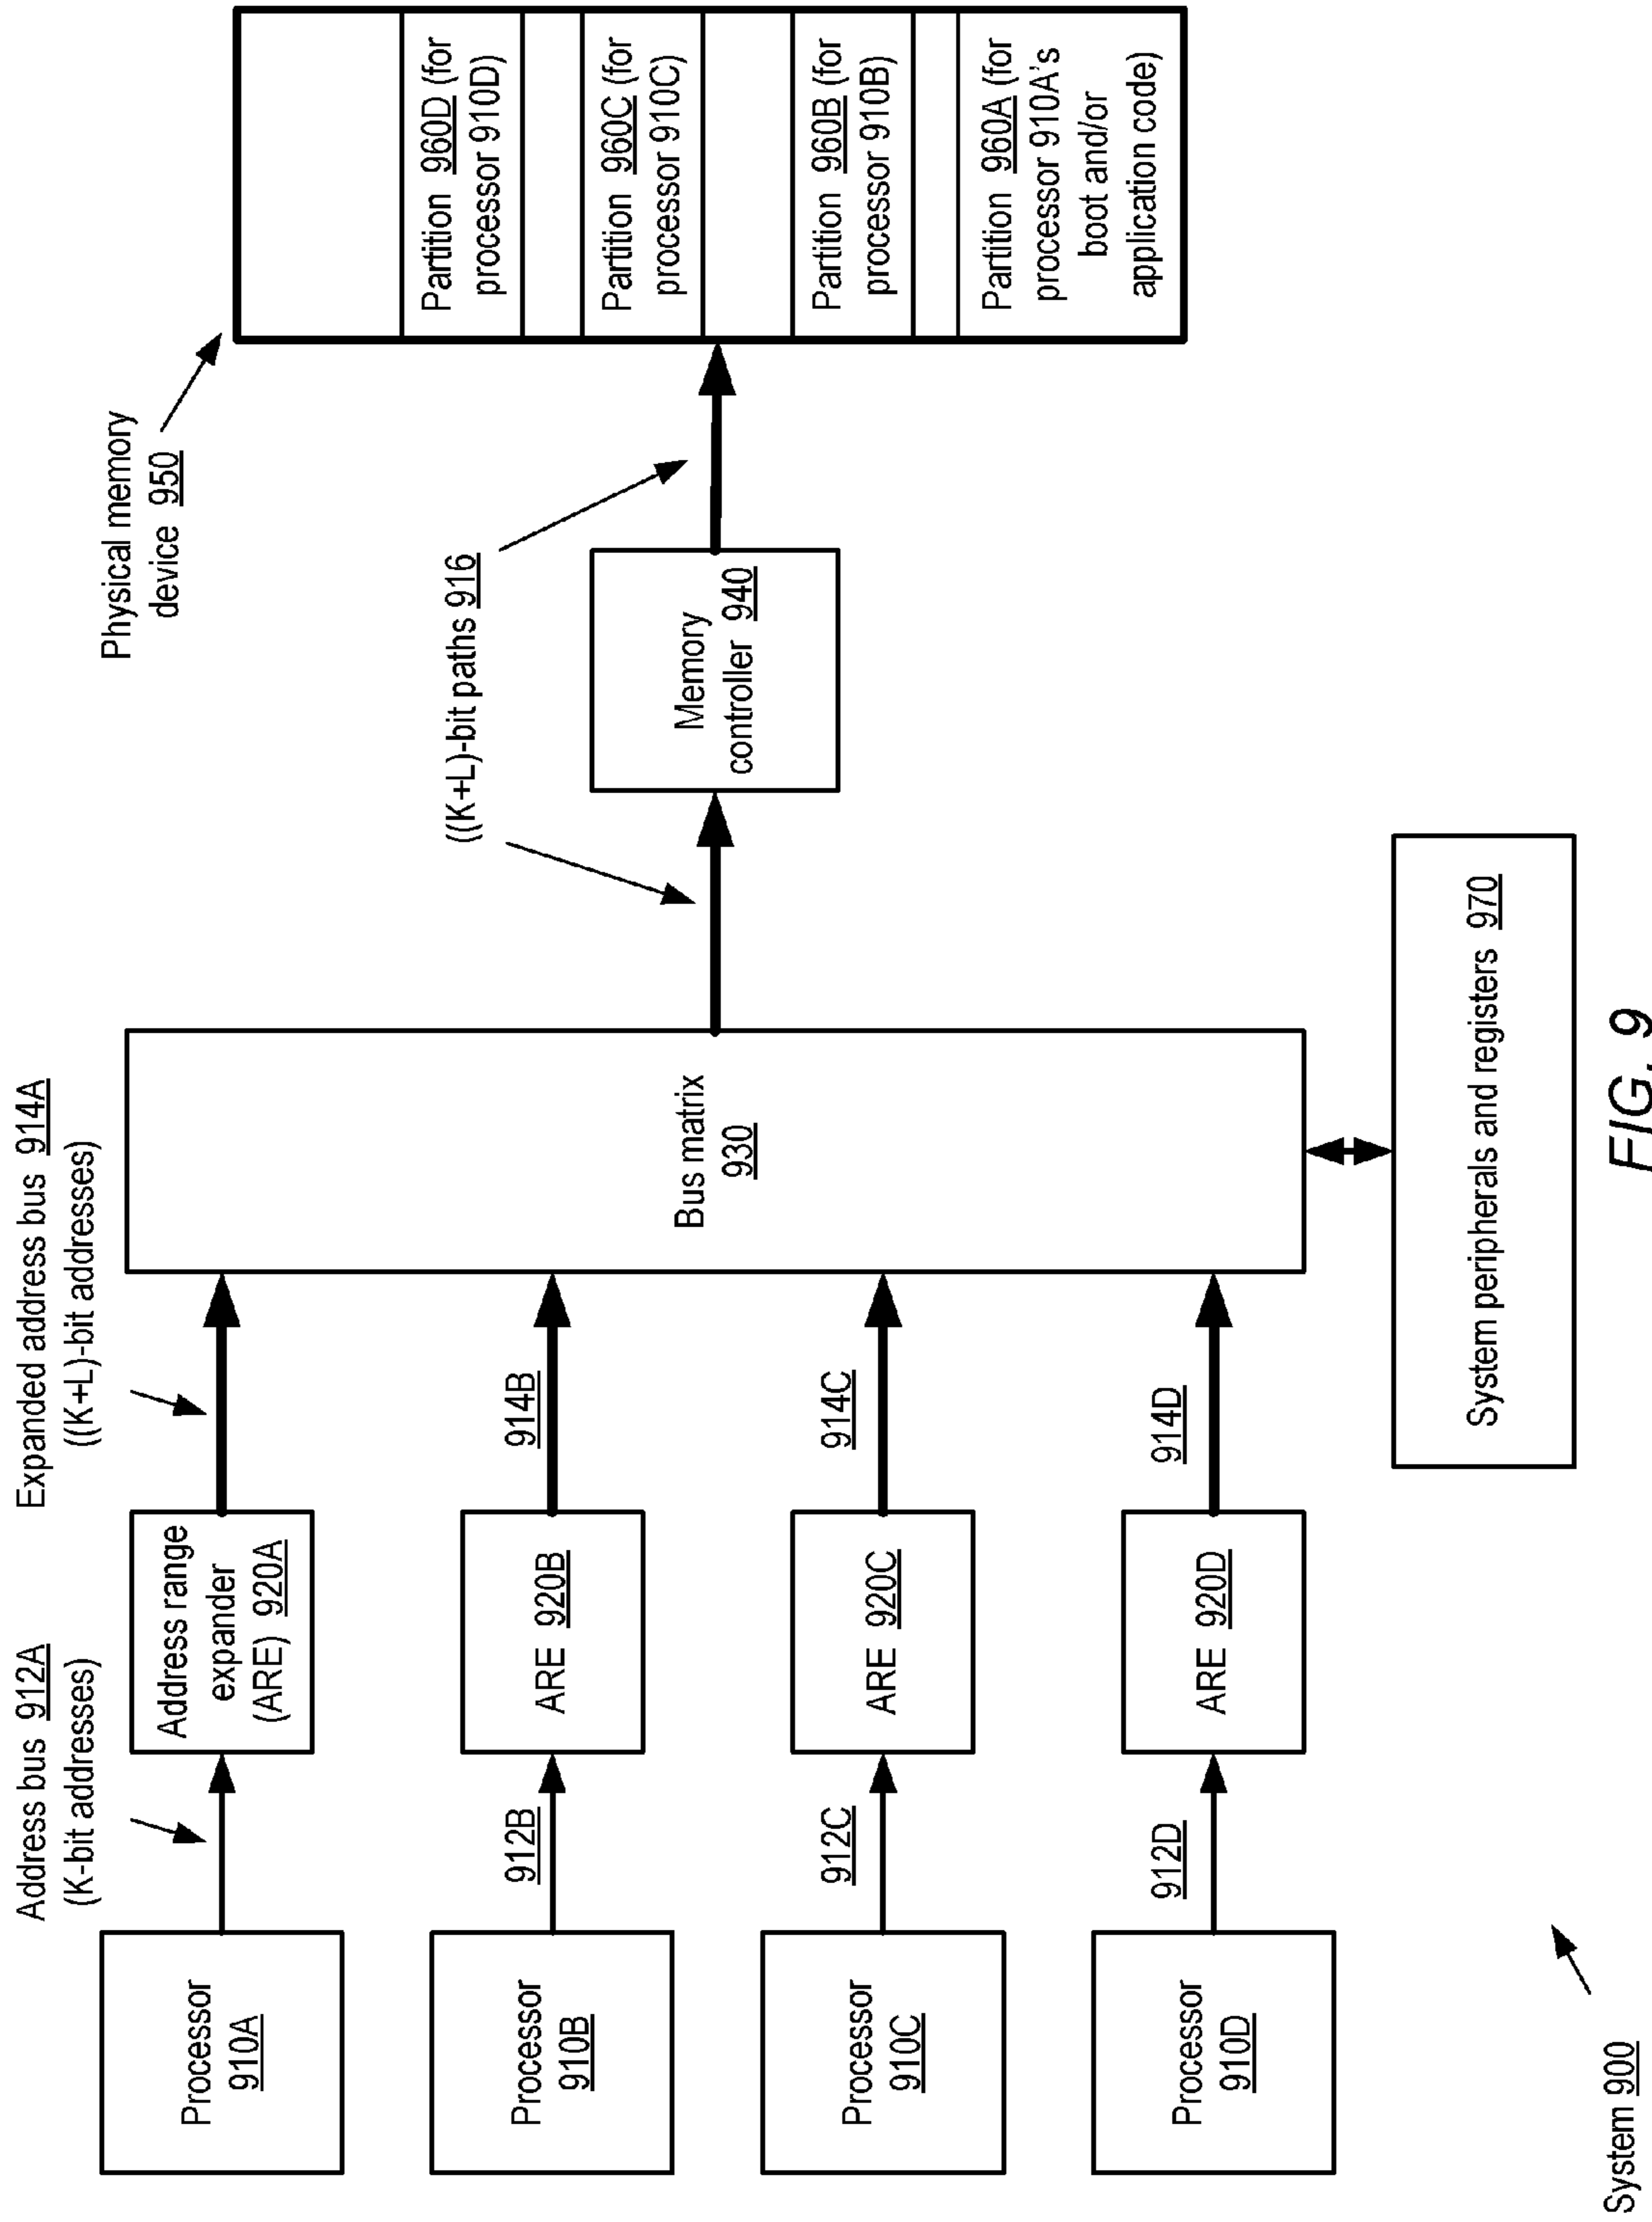 Address bus 912A
(K-bit addresses)
Expanded address bus 914A
((K+L)-bit addresses)
Physical memory
device 950
Processor
910A
Address range
expander
(ARE) 920A
Processor
910B
912B
ARE 920B
914B
Processor
910C
912C
ARE 920C
914C
Processor
910D
912D
ARE 920D
914D
Bus matrix
930
((K+L)-bit paths 916
Memory
controller 940
Partition 960D (for
processor 910D)
Partition 960C (for
processor 910C)
Partition 960B (for
processor 910B)
Partition 960A (for
processor 910A's
boot and/or
application code)
System peripherals and registers 970
System 900
FIG. 9